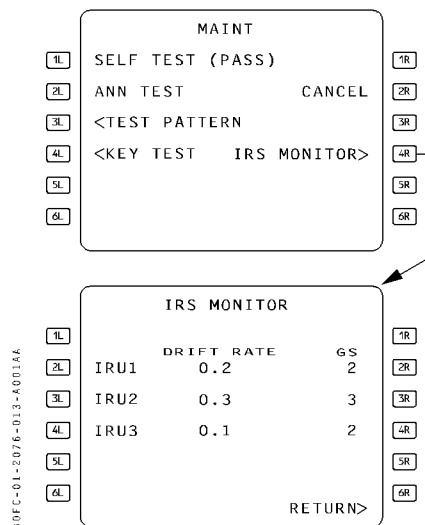 MAINT
1L SELF TEST (PASS) 1R
2L ANN TEST CANCEL 2R
3L <TEST PATTERN 3R
4L <KEY TEST IRS MONITOR> 4R
5L 5R
6L 6R
IRS MONITOR
1L 1R
DRIFT RATE GS
2L IRU1 0.2 2 2R
3L IRU2 0.3 3 3R
4L IRU3 0.1 2 4R
5L 5R
6L RETURN> 6R
0FC-01-2076-013-A001AA